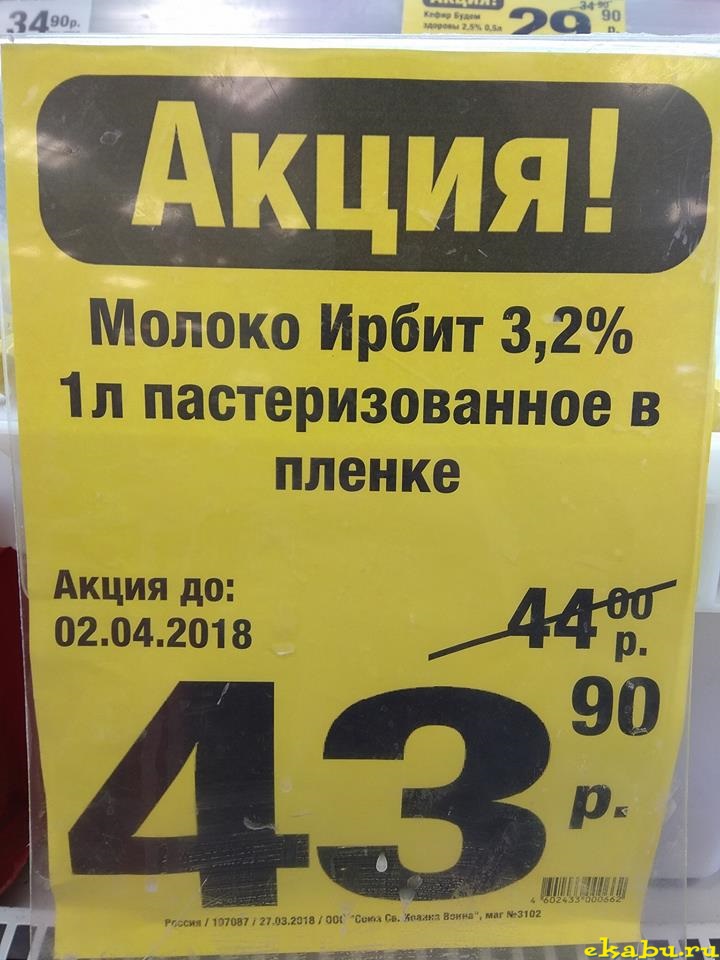 34 90р.
Акция!
Кефир Будем
здоровы 2,5% 0,5л
29
34 90
90
р.
Акция!
Молоко Ирбит 3,2%
1л пастеризованное в
пленке
Акция до:
02.04.2018
44 00
р.
43
90
р.
4 602433 000662
Россия / 107087 / 27.03.2018 / ООО "Союз Св. Иоанна Воина", маг №3102
ekabu.ru